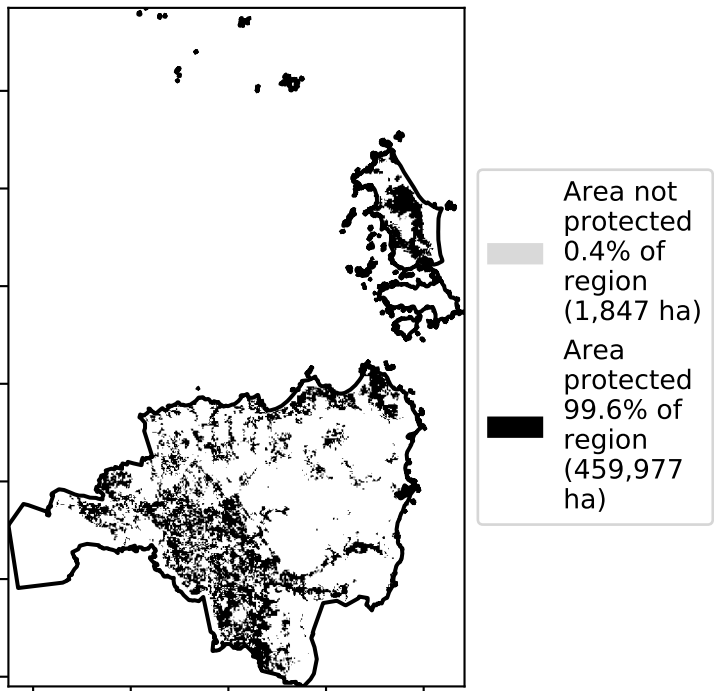 Area not
protected
0.4% of
region
(1,847 ha)
Area
protected
99.6% of
region
(459,977
ha)